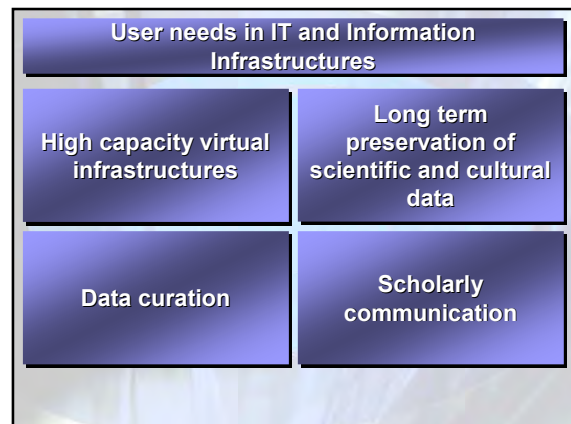 User needs in IT and Information
Infrastructures
High capacity virtual
infrastructures
Long term
preservation of
scientific and cultural
data
Data curation
Scholarly
communication